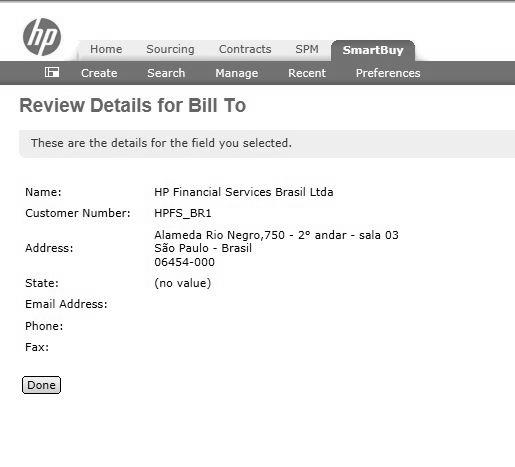 hp
Home Sourcing Contracts SPM SmartBuy
Create Search Manage Recent Preferences
Review Details for Bill To
These are the details for the field you selected.
Name: HP Financial Services Brasil Ltda
Customer Number: HPFS_BR1
Address: Alameda Rio Negro,750 - 2º andar - sala 03
São Paulo - Brasil
06454-000
State: (no value)
Email Address:
Phone:
Fax:
Done